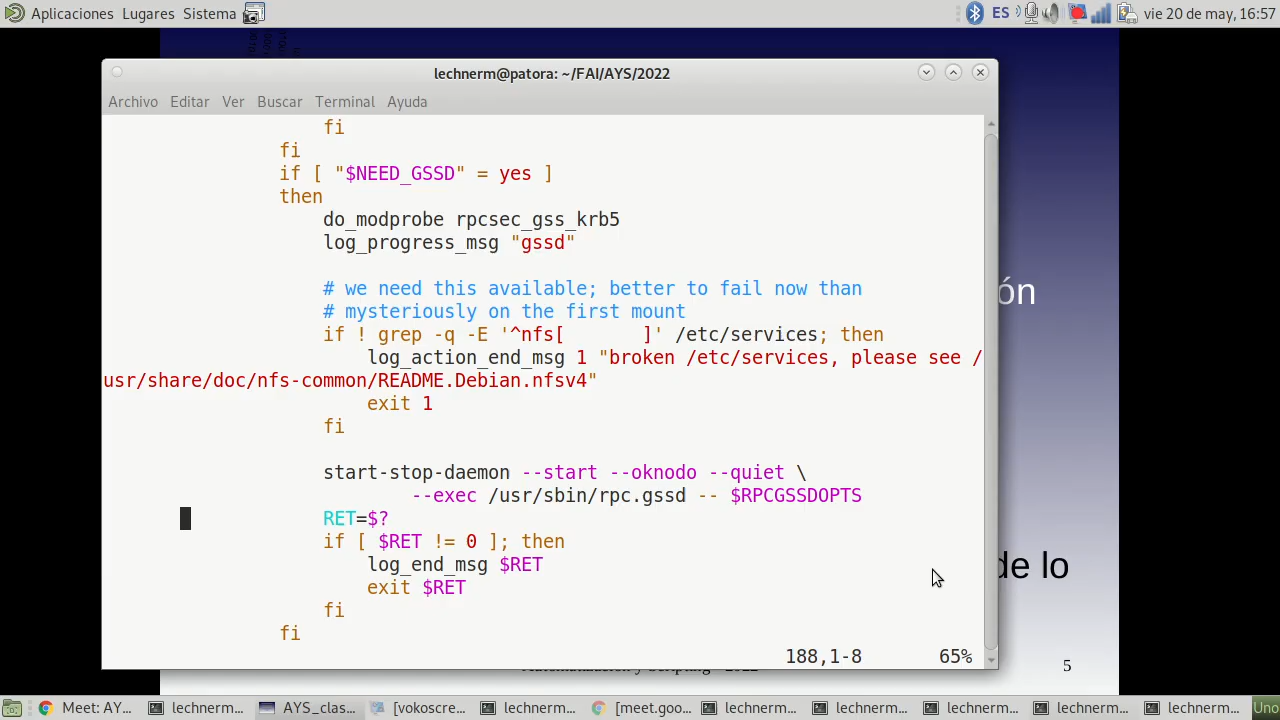 Aplicaciones Lugares Sistema
ES
vie 20 de may, 16:57
lechnerm@patora: ~/FAI/AYS/2022
Archivo Editar Ver Buscar Terminal Ayuda
fi
fi
if [ "$NEED_GSSD" = yes ]
then
do_modprobe rpcsec_gss_krb5
log_progress_msg "gssd"
# we need this available; better to fail now than
# mysteriously on the first mount
if ! grep -q -E '^nfs[ ]' /etc/services; then
log_action_end_msg 1 "broken /etc/services, please see /
usr/share/doc/nfs-common/README.Debian.nfsv4"
exit 1
fi
start-stop-daemon --start --oknodo --quiet \
--exec /usr/sbin/rpc.gssd -- $RPCGSSDOPTS
RET=$?
if [ $RET != 0 ]; then
log_end_msg $RET
exit $RET
fi
fi
188,1-8 65%
ón
de lo
5
Meet: AY... lechnerm... AYS_clas... [vokoscre... lechnerm... [meet.goo... lechnerm... lechnerm... lechnerm... lechnerm... lechnerm... Uno